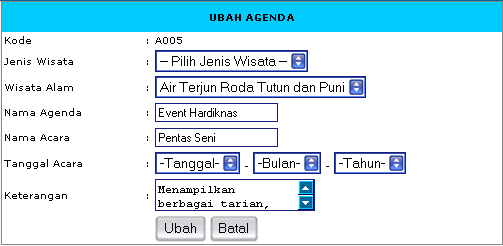 UBAH AGENDA
Kode : A005
Jenis Wisata : -- Pilih Jenis Wisata --
Wisata Alam : Air Terjun Roda Tutun dan Puni
Nama Agenda : Event Hardiknas
Nama Acara : Pentas Seni
Tanggal Acara : -Tanggal- - -Bulan- - -Tahun-
Keterangan : Menampilkan
berbagai tarian,
Ubah Batal